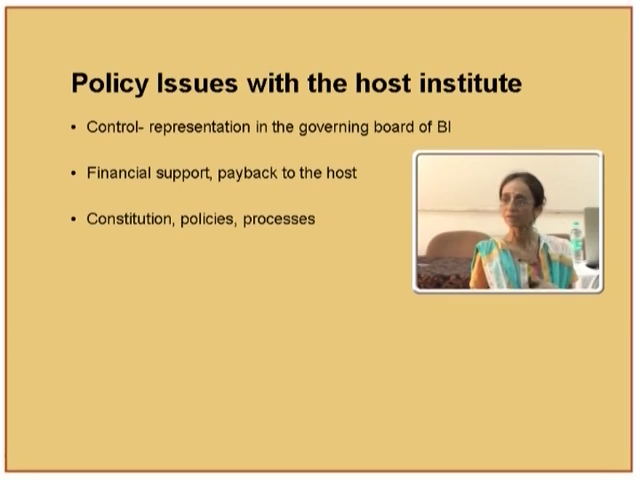 Policy Issues with the host institute
• Control- representation in the governing board of BI
• Financial support, payback to the host
• Constitution, policies, processes